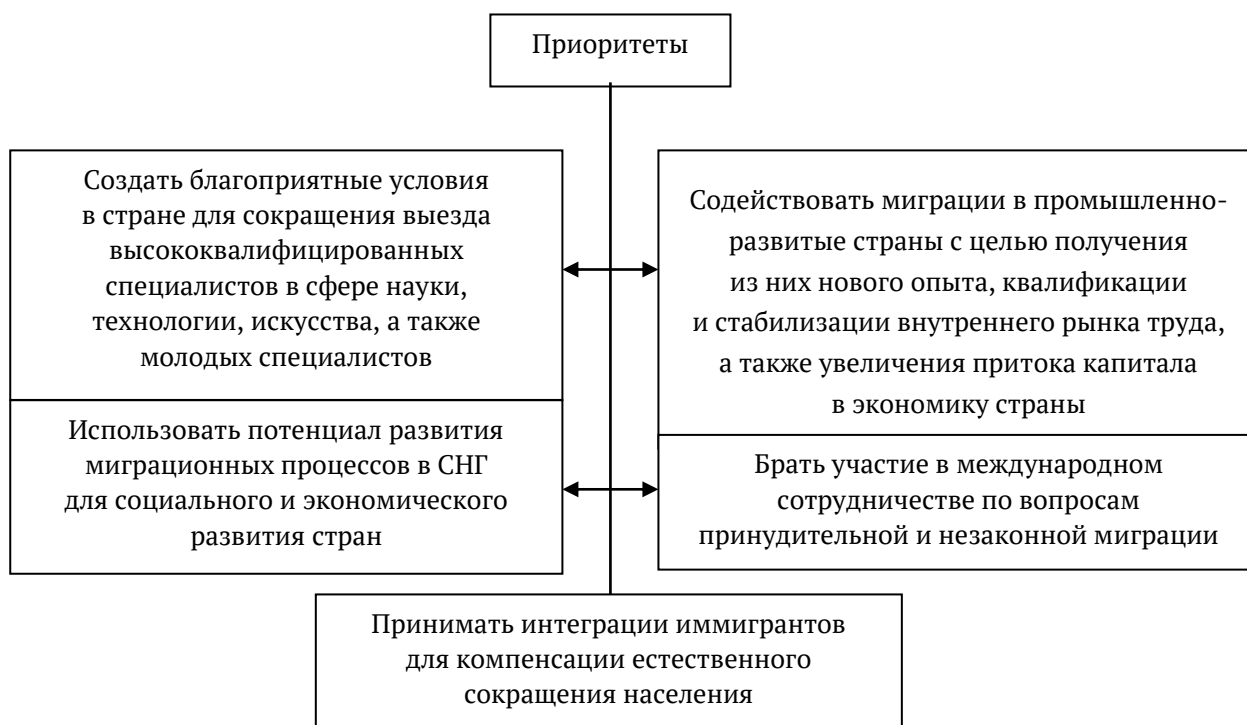 Приоритеты
Создать благоприятные условия
в стране для сокращения выезда
высококвалифицированных
специалистов в сфере науки,
технологии, искусства, а также
молодых специалистов
Содействовать миграции в промышленно-
развитые страны с целью получения
из них нового опыта, квалификации
и стабилизации внутреннего рынка труда,
а также увеличения притока капитала
в экономику страны
Использовать потенциал развития
миграционных процессов в СНГ
для социального и экономического
развития стран
Брать участие в международном
сотрудничестве по вопросам
принудительной и незаконной миграции
Принимать интеграции иммигрантов
для компенсации естественного
сокращения населения